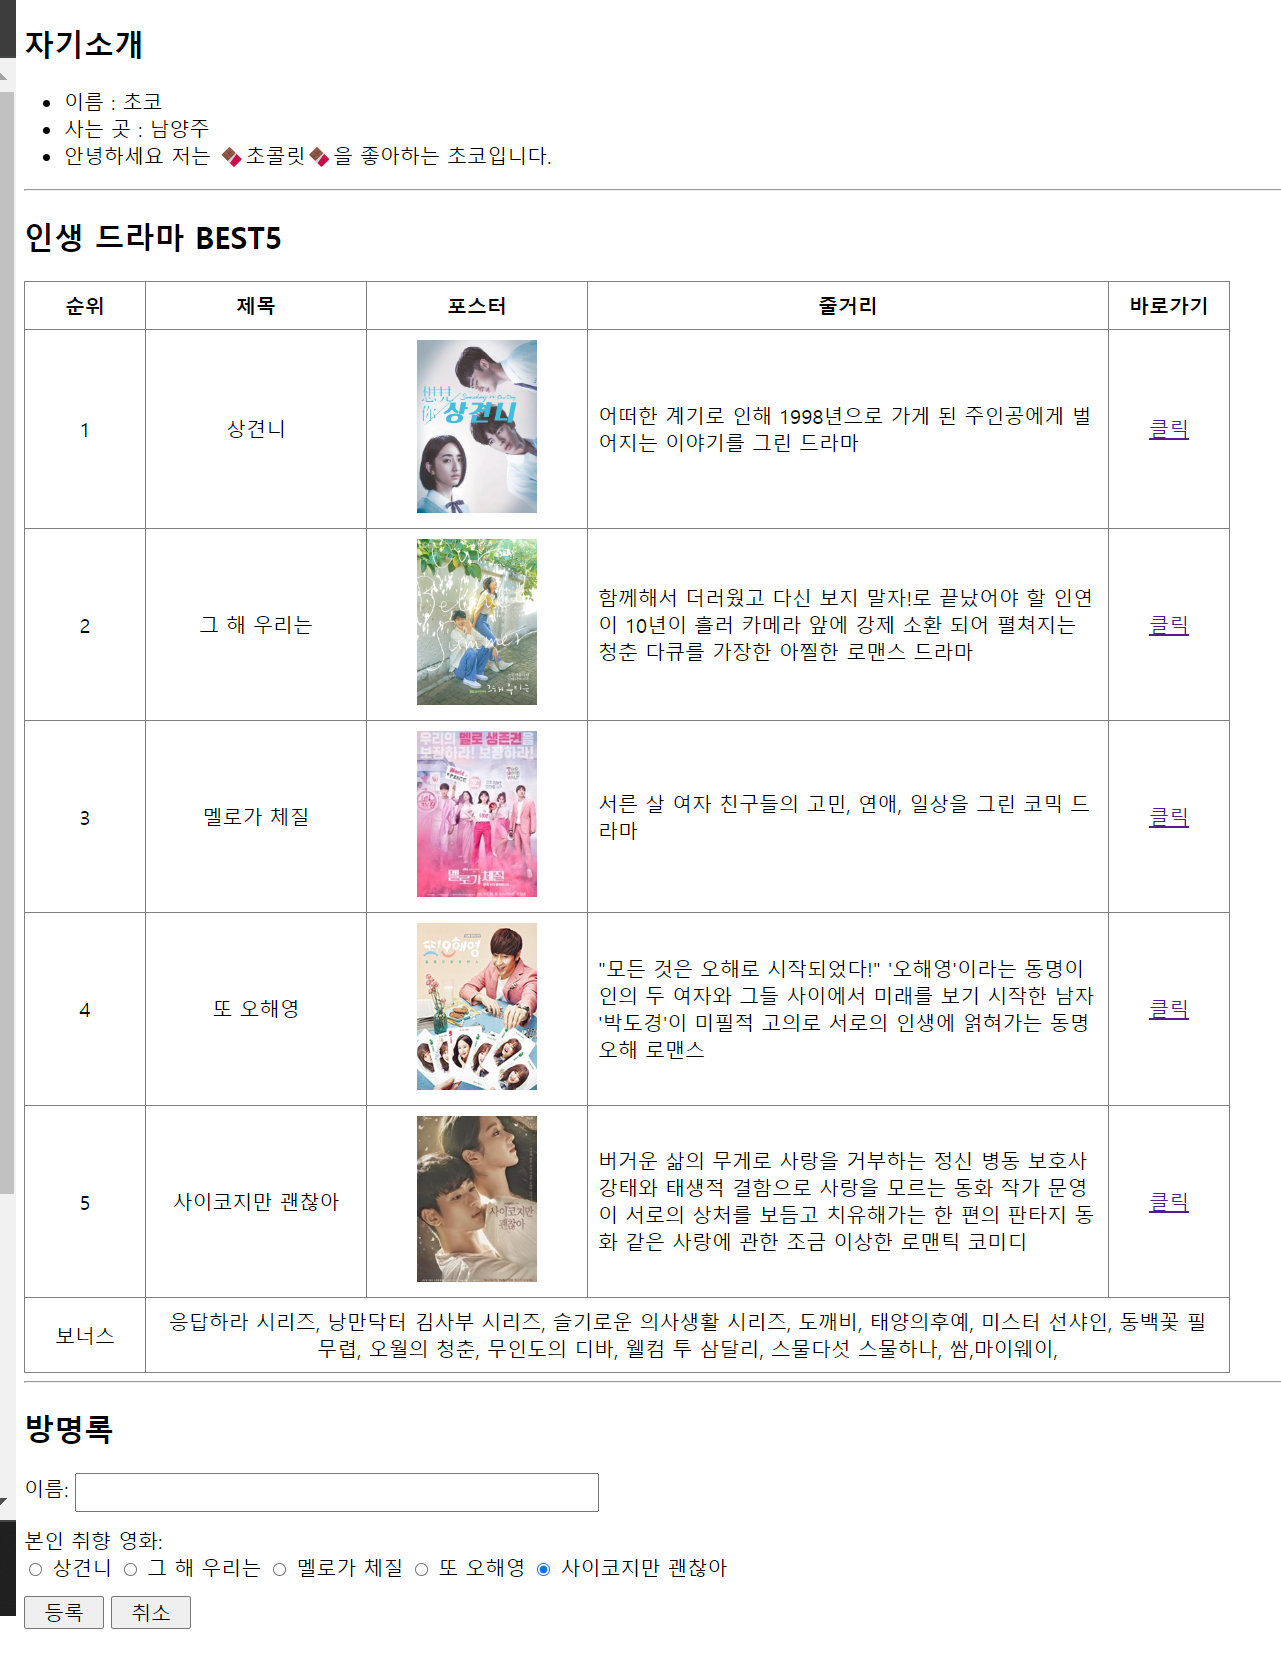 자기소개
이름 : 초코
사는 곳 : 남양주
안녕하세요 저는 🍫초콜릿🍫을 좋아하는 초코입니다.
인생 드라마 BEST5
순위 제목 포스터 줄거리 바로가기
1 상견니
想見你
Someday or One Day
상견니
어떠한 계기로 인해 1998년으로 가게 된 주인공에게 벌
어지는 이야기를 그린 드라마
클릭
2 그 해 우리는
그 해 우리는
함께해서 더러웠고 다신 보지 말자!로 끝났어야 할 인연
이 10년이 흘러 카메라 앞에 강제 소환 되어 펼쳐지는
청춘 다큐를 가장한 아찔한 로맨스 드라마
클릭
3 멜로가 체질
우리의 멜로 생존권을
보장하라! 보장하라!
멜로가체질
서른 살 여자 친구들의 고민, 연애, 일상을 그린 코믹 드
라마
클릭
4 또 오해영
또!오해영
"모든 것은 오해로 시작되었다!" '오해영'이라는 동명이
인의 두 여자와 그들 사이에서 미래를 보기 시작한 남자
'박도경'이 미필적 고의로 서로의 인생에 얽혀가는 동명
오해 로맨스
클릭
5 사이코지만 괜찮아
사이코지만
괜찮아
버거운 삶의 무게로 사랑을 거부하는 정신 병동 보호사
강태와 태생적 결함으로 사랑을 모르는 동화 작가 문영
이 서로의 상처를 보듬고 치유해가는 한 편의 판타지 동
화 같은 사랑에 관한 조금 이상한 로맨틱 코미디
클릭
보너스
응답하라 시리즈, 낭만닥터 김사부 시리즈, 슬기로운 의사생활 시리즈, 도깨비, 태양의후예, 미스터 선샤인, 동백꽃 필
무렵, 오월의 청춘, 무인도의 디바, 웰컴 투 삼달리, 스물다섯 스물하나, 쌈,마이웨이,
방명록
이름:
본인 취향 영화:
상견니 그 해 우리는 멜로가 체질 또 오해영 사이코지만 괜찮아
등록 취소